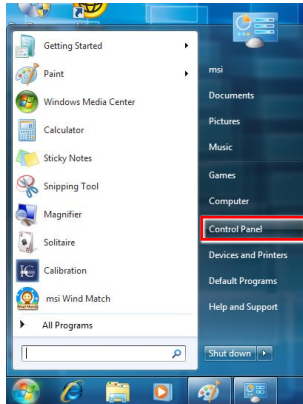 Getting Started
Paint
Windows Media Center
Calculator
Sticky Notes
Snipping Tool
Magnifier
Solitaire
Calibration
msi Wind Match
All Programs
msi
Documents
Pictures
Music
Games
Computer
Control Panel
Devices and Printers
Default Programs
Help and Support
Shut down